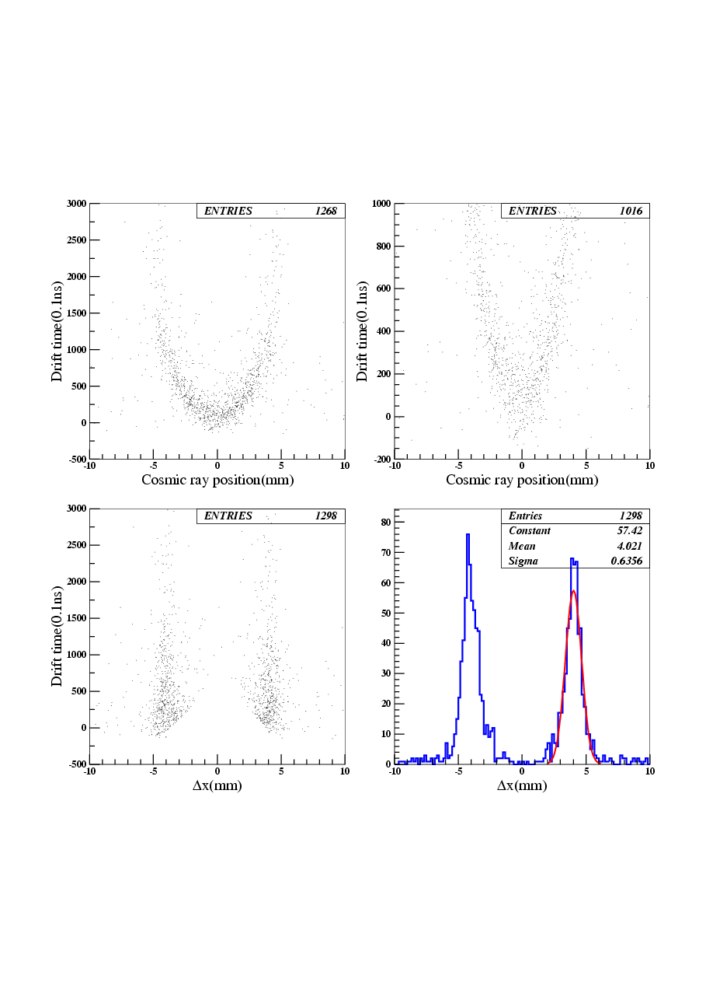 ENTRIES 1268
3000
2500
2000
1500
1000
500
0
-500
-10 -5 0 5 10
Drift time(0.1ns)
Cosmic ray position(mm)
ENTRIES 1016
1000
800
600
400
200
0
-200
-10 -5 0 5 10
Drift time(0.1ns)
Cosmic ray position(mm)
ENTRIES 1298
3000
2500
2000
1500
1000
500
0
-500
-10 -5 0 5 10
Drift time(0.1ns)
Δx(mm)
Entries 1298
Constant 57.42
Mean 4.021
Sigma 0.6356
80
70
60
50
40
30
20
10
0
-10 -5 0 5 10
Δx(mm)